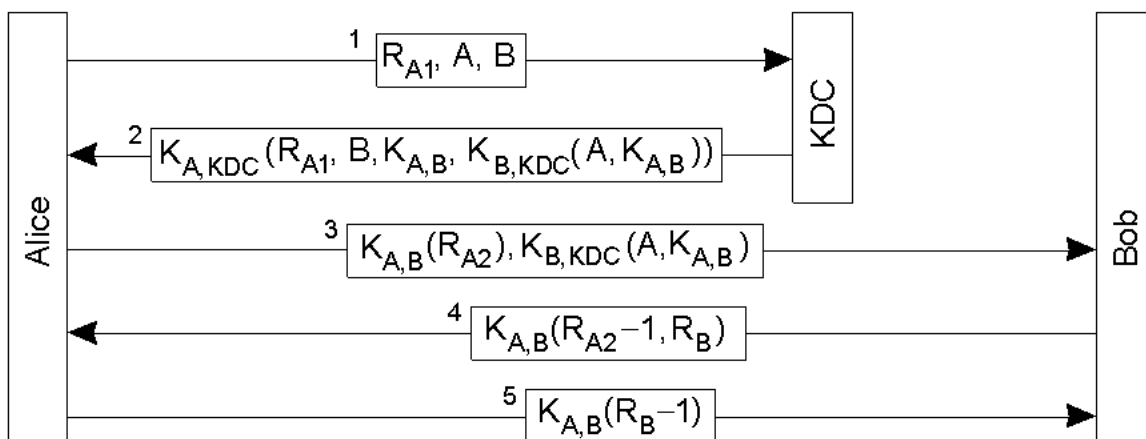 1
R_A1, A, B
KDC
2
K_A,KDC(R_A1, B,K_A,B, K_B,KDC(A,K_A,B))
Alice
3
K_A,B(R_A2),K_B,KDC(A,K_A,B)
Bob
4
K_A,B(R_A2−1,R_B)
5
K_A,B(R_B−1)